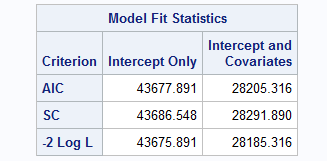 Model Fit Statistics
Criterion Intercept Only Intercept and Covariates
AIC 43677.891 28205.316
SC 43686.548 28291.890
-2 Log L 43675.891 28185.316